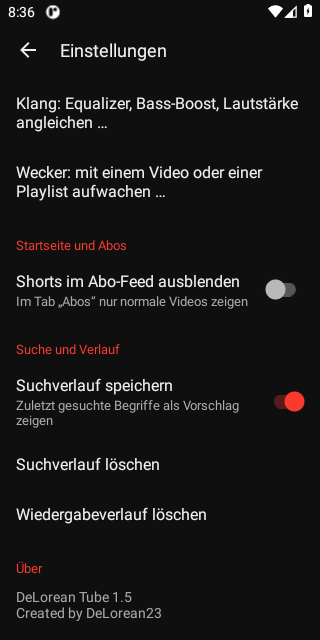 8:36
Einstellungen
Klang: Equalizer, Bass-Boost, Lautstärke
angleichen ...
Wecker: mit einem Video oder einer
Playlist aufwachen ...
Startseite und Abos
Shorts im Abo-Feed ausblenden
Im Tab „Abos“ nur normale Videos zeigen
Suche und Verlauf
Suchverlauf speichern
Zuletzt gesuchte Begriffe als Vorschlag
zeigen
Suchverlauf löschen
Wiedergabeverlauf löschen
Über
DeLorean Tube 1.5
Created by DeLorean23